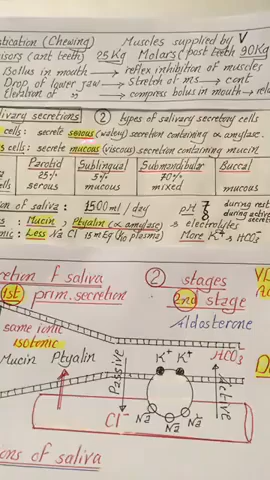 tication (Chewing) Muscles supplied by V
isors (ant teeth) 25 Kg Molars (post teeth) 90Kg
Bollus in mouth → reflex inhibition of muscles
Drop of lower jaw → Stretch of ms → cont
Elevation of „ → compress bolus in mouth → rela
alivary secretions ② types of salivary secretory cells
cells: secrete serous (watery) secretion containing α amylase.
s cells: secrete mucous (viscous) secretion containing mucin
Parotid Sublingual Submandibular Buccal
25% 5% 70%
serous mucous mixed mucous
tion of saliva: 1500 ml / day pH 7 during rest
8 during active secre
s: Mucin, Ptyalin (α amylase) electrolytes
onic: Less Na Cl 15 mEq (1/10 plasma) More K+ HCO3
cretion of saliva ② stages
1st prim. secretion 2nd stage
same ionic Aldosterone
isotonic
Mucin Ptyalin Passive K+ K+ HCO3 Active
Cl- Na Na Na
ions of saliva